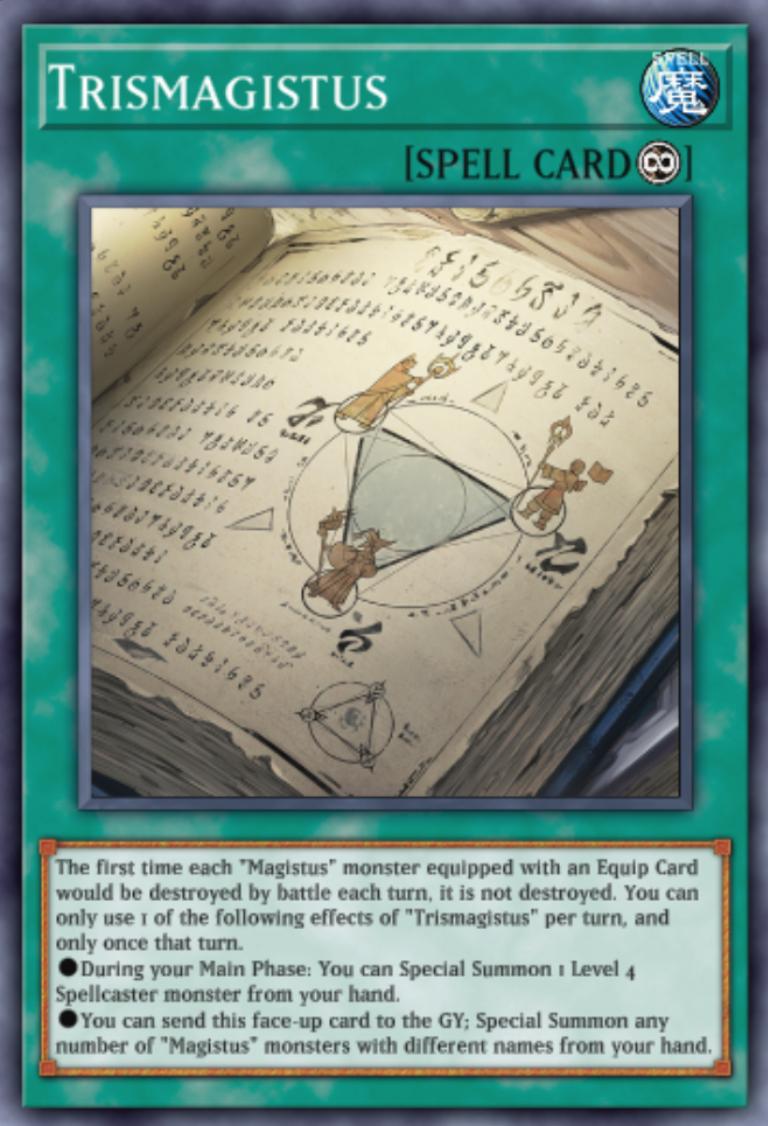 TRISMAGISTUS
SPELL
魔
[SPELL CARD]
The first time each "Magistus" monster equipped with an Equip Card
would be destroyed by battle each turn, it is not destroyed. You can
only use 1 of the following effects of "Trismagistus" per turn, and
only once that turn.
●During your Main Phase: You can Special Summon 1 Level 4
Spellcaster monster from your hand.
●You can send this face-up card to the GY; Special Summon any
number of "Magistus" monsters with different names from your hand.